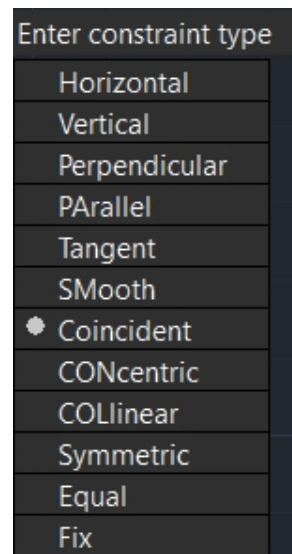 Enter constraint type
Horizontal
Vertical
Perpendicular
PArallel
Tangent
SMooth
Coincident
CONcentric
COLlinear
Symmetric
Equal
Fix